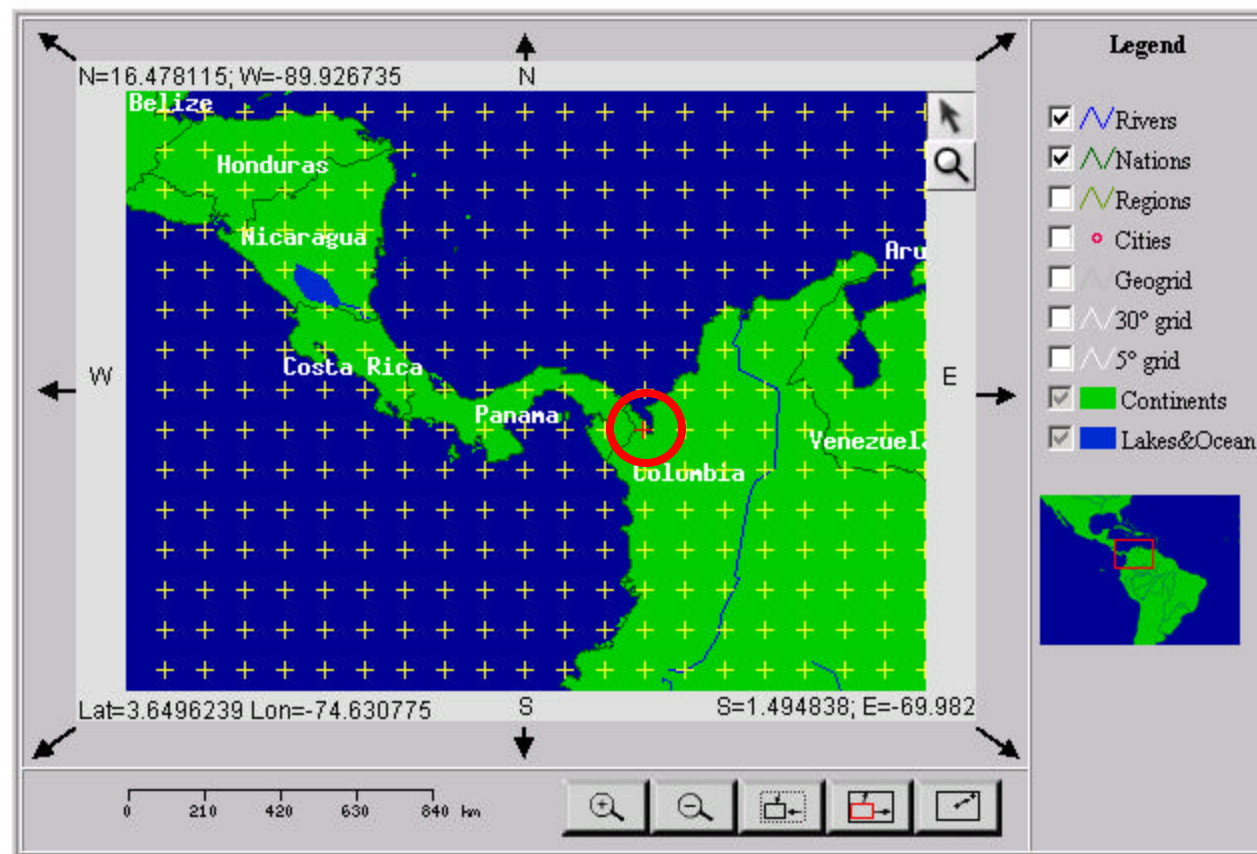 Legend
N=16.478115; W=-89.926735
N
Belize
Honduras
Nicaragua
Aru
Costa Rica
Panama
Columbia
Venezuel
W
E
Lat=3.6496239 Lon=-74.630775
S
S=1.494838; E=-69.982
Rivers
Nations
Regions
Cities
Geogrid
30° grid
5° grid
Continents
Lakes&Ocean
0 210 420 630 840 km